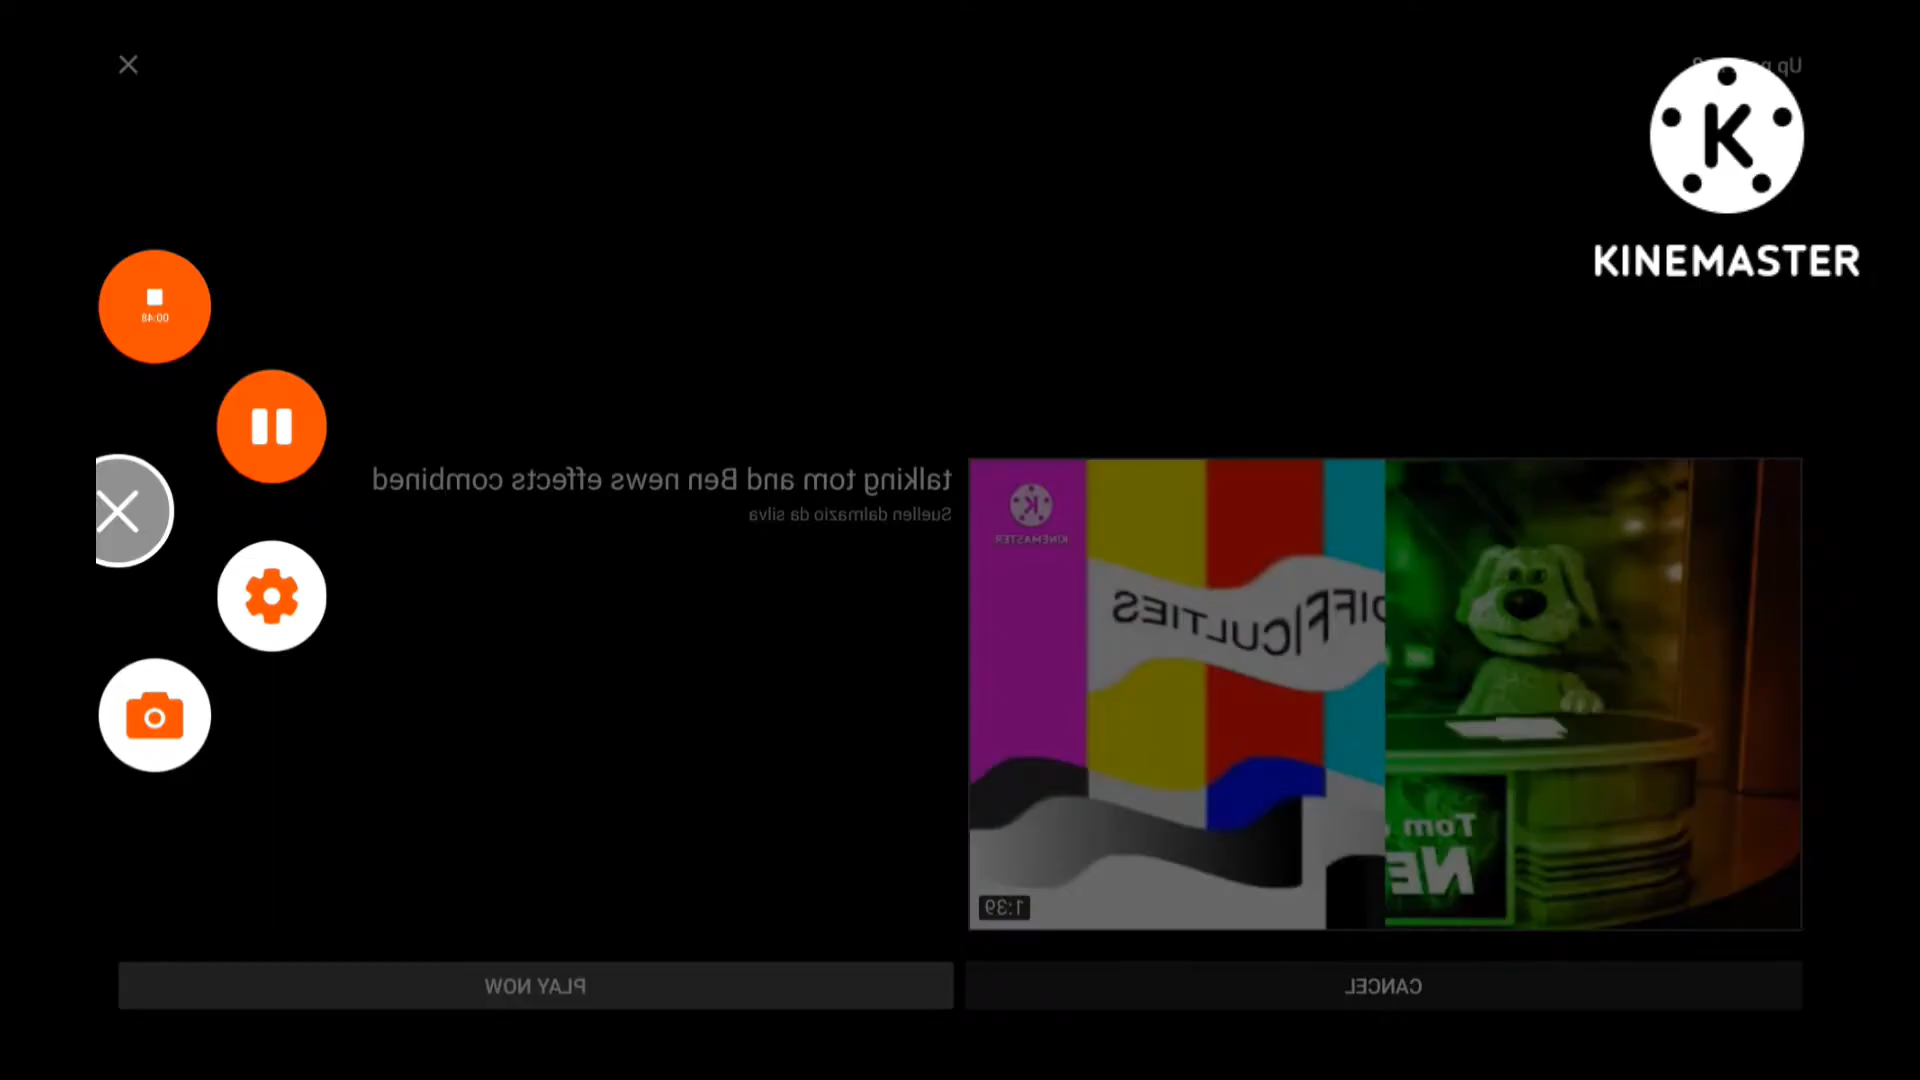 Up
KINEMASTER
00:48
talking tom and Ben news effects combined
Suellen dalmazio da silva
KINEMASTER
DIFFICULTIES
Tom
NE
1:39
PLAY NOW
CANCEL